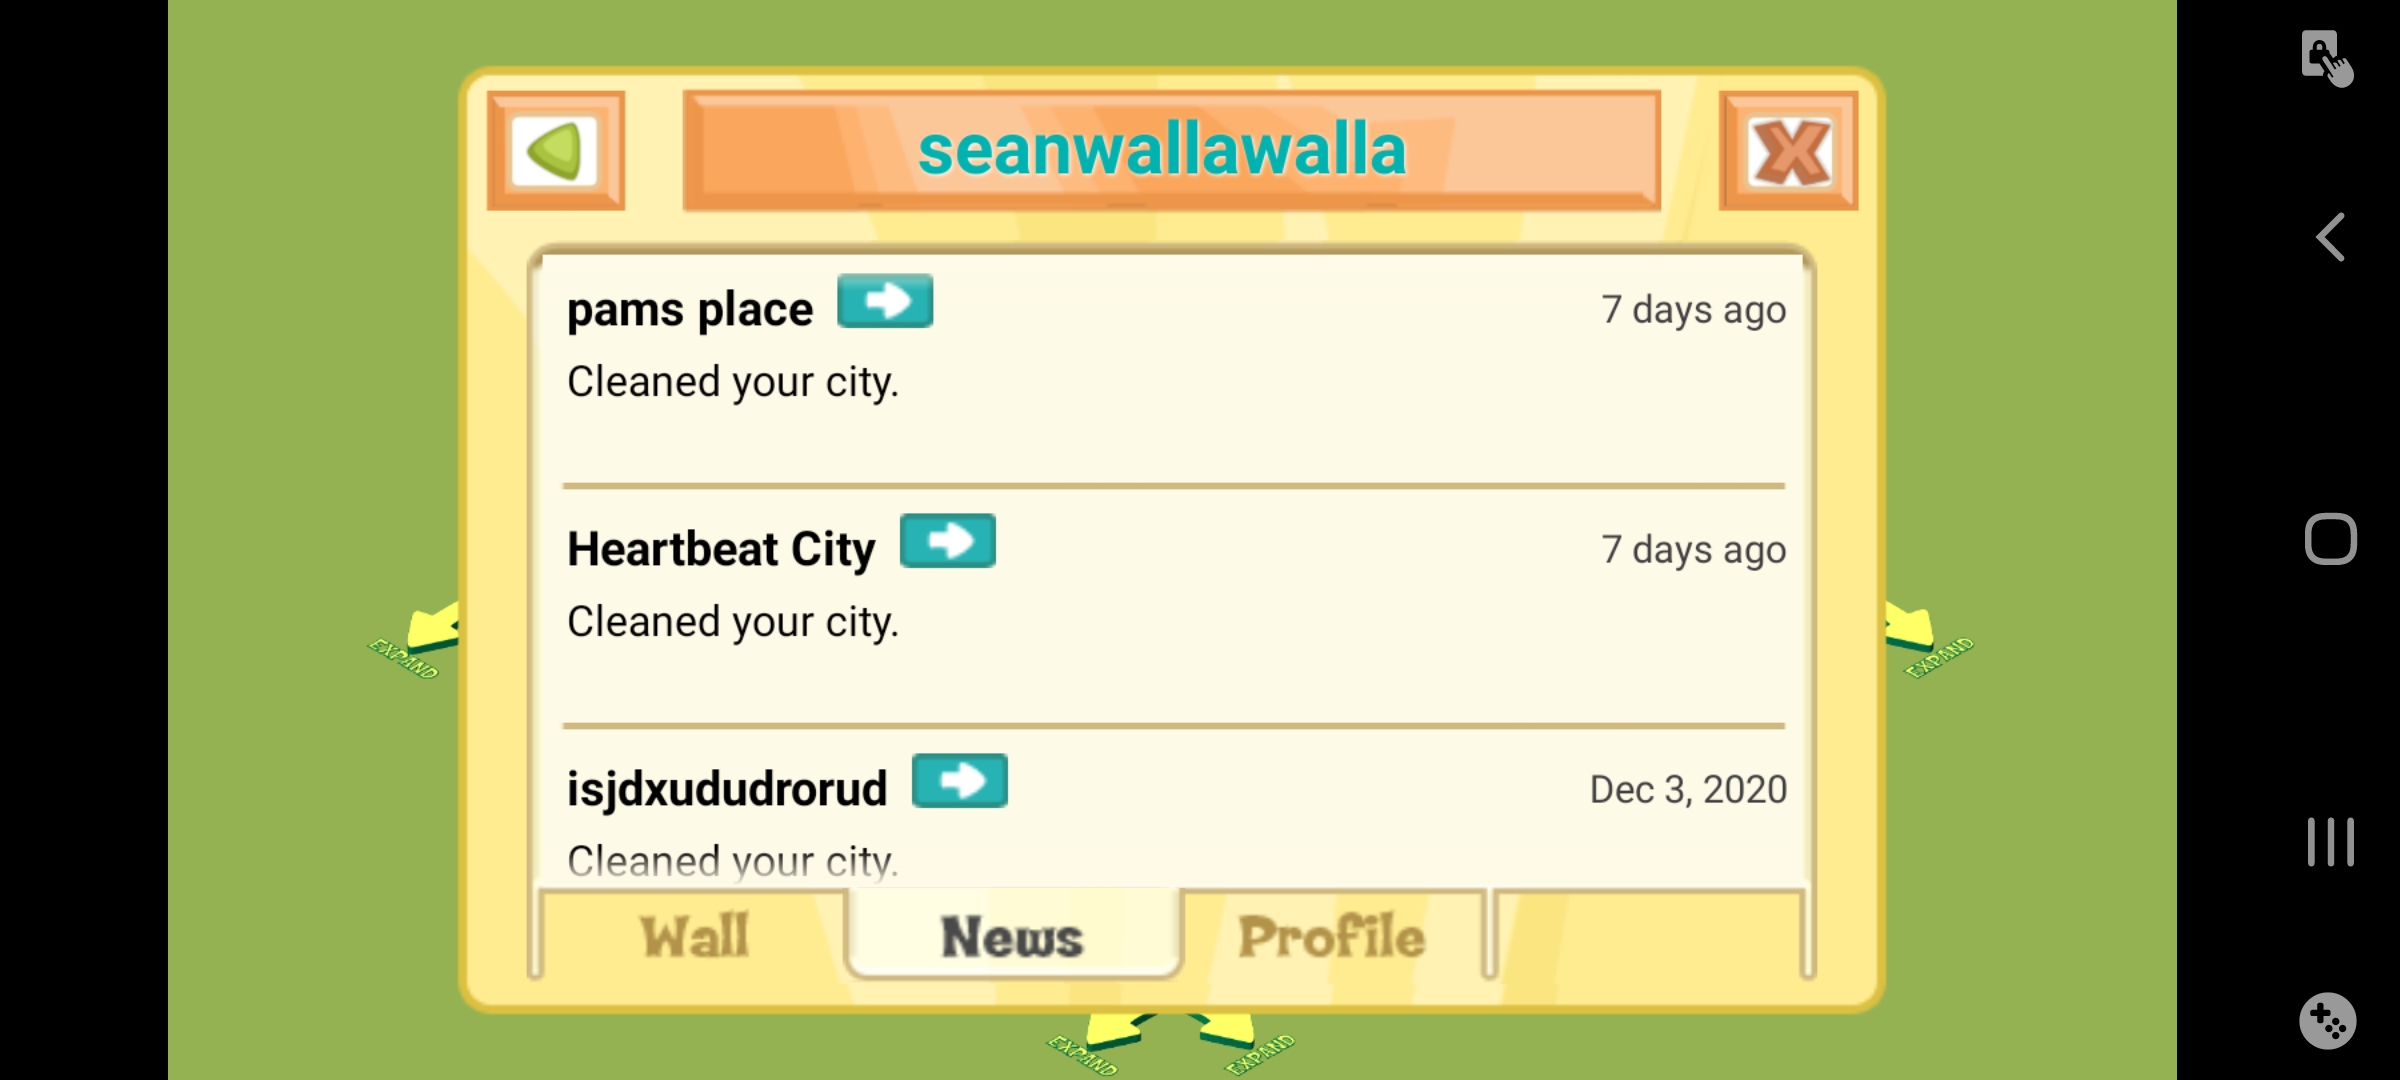 seanwallawalla
pams place
7 days ago
Cleaned your city.
Heartbeat City
7 days ago
Cleaned your city.
isjdxududrorud
Dec 3, 2020
Cleaned your city.
EXPAND
EXPAND
Wall
News
Profile
EXPAND
EXPAND